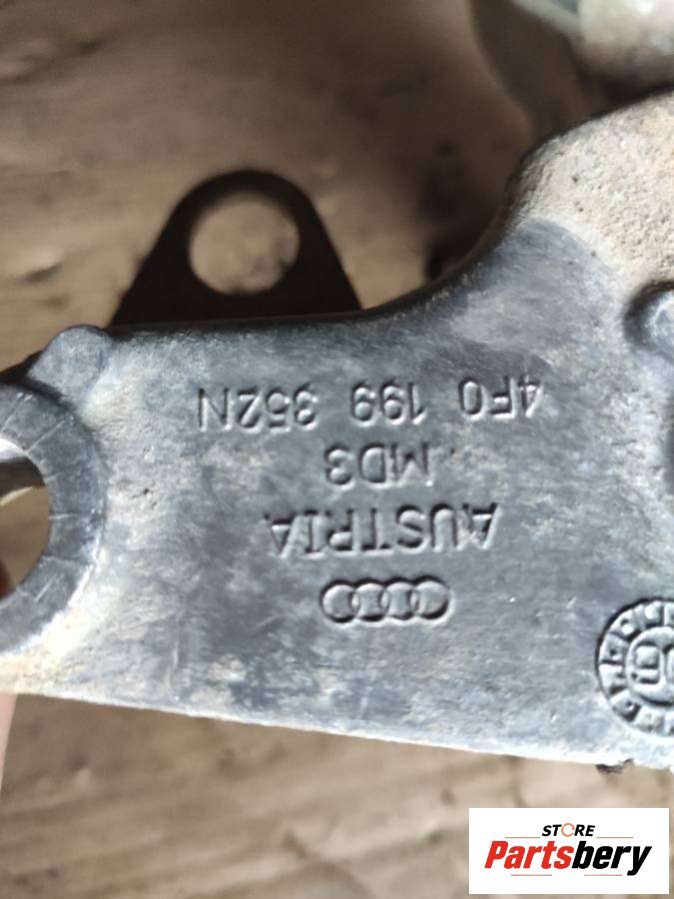 AUSTRIA
MD3
4F0 199 352N
STORE
Partsbery